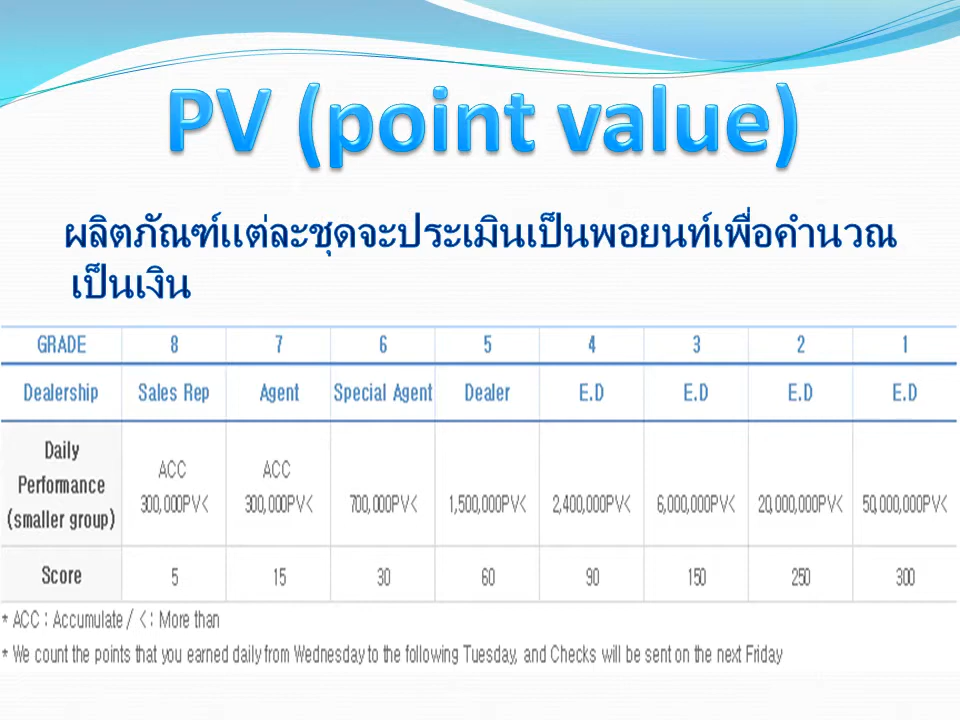 PV (point value)
ผลิตภัณฑ์แต่ละชุดจะประเมินเป็นพอยนท์เพื่อคำนวณ
เป็นเงิน
GRADE 8 7 6 5 4 3 2 1
Dealership Sales Rep Agent Special Agent Dealer E.D E.D E.D E.D
Daily
Performance
(smaller group)
ACC ACC
300,000PV< 300,000PV< 700,000PV< 1,500,000PV< 2,400,000PV< 6,000,000PV< 20,000,000PV< 50,000,000PV<
Score 5 15 30 60 90 150 250 300
* ACC : Accumulate / < : More than
* We count the points that you earned daily from Wednesday to the following Tuesday, and Checks will be sent on the next Friday